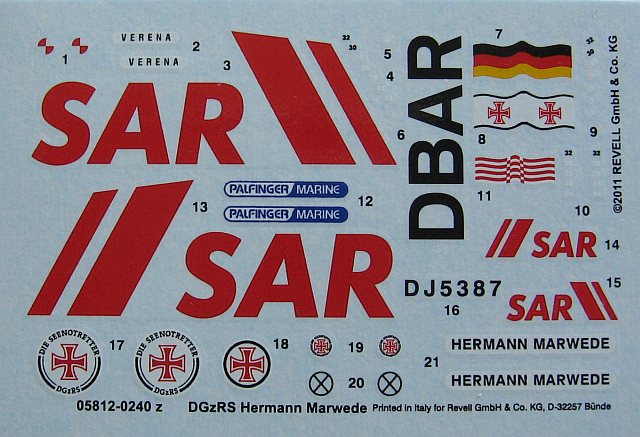 1
VERENA
VERENA
2
3
SAR
32
30
5
4
6
DBAR
7
8
9
32
32
11
10
©2011 REVELL GmbH & Co. KG
13
SAR
PALFINGER MARINE
PALFINGER MARINE
12
SAR
14
SAR
15
DJ5387
16
DIE SEENOTRETTER
DGzRS
17
DIE SEENOTRETTER
DGzRS
18
19
20
21
HERMANN MARWEDE
HERMANN MARWEDE
05812-0240 z
DGzRS Hermann Marwede
Printed in Italy for Revell GmbH & Co. KG, D-32257 Bünde